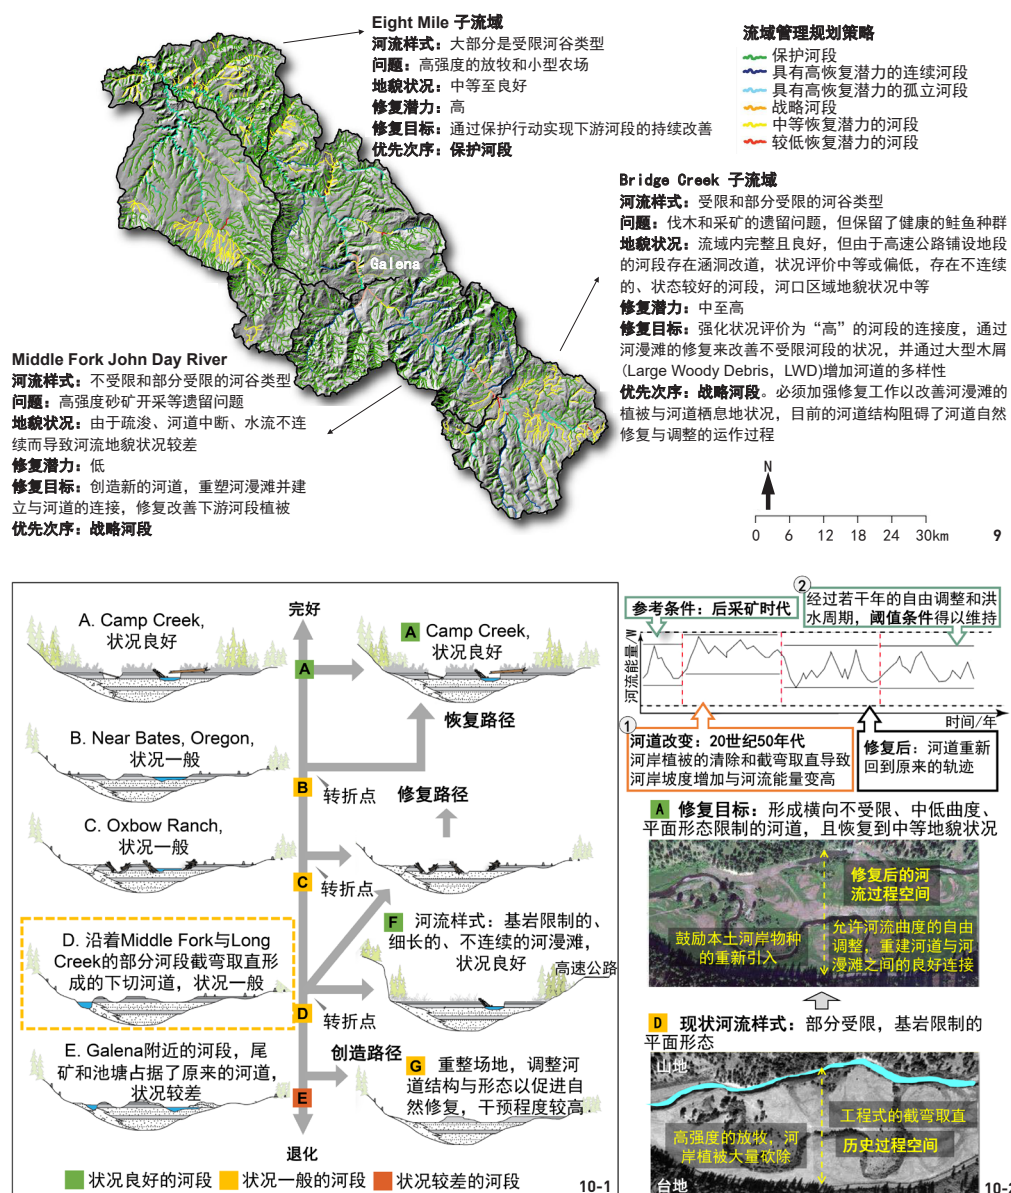 Eight Mile 子流域
河流样式：大部分是受限河谷类型
问题：高强度的放牧和小型农场
地貌状况：中等至良好
修复潜力：高
修复目标：通过保护行动实现下游河段的持续改善
优先次序：保护河段
流域管理规划策略
保护河段
具有高恢复潜力的连续河段
具有高恢复潜力的孤立河段
战略河段
中等恢复潜力的河段
较低恢复潜力的河段
Galena
Bridge Creek 子流域
河流样式：受限和部分受限的河谷类型
问题：伐木和采矿的遗留问题，但保留了健康的鲑鱼种群
地貌状况：流域内完整且良好，但由于高速公路铺设地段
的河段存在涵洞改道，状况评价中等或偏低，存在不连续
的、状态较好的河段，河口区域地貌状况中等
修复潜力：中至高
修复目标：强化状况评价为“高”的河段的连接度，通过
河漫滩的修复来改善不受限河段的状况，并通过大型木屑
(Large Woody Debris，LWD)增加河道的多样性
优先次序：战略河段。必须加强修复工作以改善河漫滩的
植被与河道栖息地状况，目前的河道结构阻碍了河道自然
修复与调整的运作过程
Middle Fork John Day River
河流样式：不受限和部分受限的河谷类型
问题：高强度砂矿开采等遗留问题
地貌状况：由于疏浚、河道中断、水流不连
续而导致河流地貌状况较差
修复潜力：低
修复目标：创造新的河道，重塑河漫滩并建
立与河道的连接，修复改善下游河段植被
优先次序：战略河段
N
0 6 12 18 24 30km
9
完好
A. Camp Creek,
状况良好
A
A Camp Creek,
状况良好
恢复路径
B. Near Bates, Oregon,
状况一般
B
转折点
修复路径
C. Oxbow Ranch,
状况一般
C
转折点
F 河流样式：基岩限制的、
细长的、不连续的河漫滩，
状况良好
高速公路
D. 沿着Middle Fork与Long
Creek的部分河段截弯取直形
成的下切河道，状况一般
D
转折点
创造路径
E. Galena附近的河段，尾
矿和池塘占据了原来的河道，
状况较差
E
G 重整场地，调整河
道结构与形态以促进自
然修复，干预程度较高
退化
状况良好的河段
状况一般的河段
状况较差的河段
10-1
参考条件：后采矿时代
2
经过若干年的自由调整和洪
水周期，阈值条件得以维持
河流能量/W
时间/年
1
河道改变：20世纪50年代
河岸植被的清除和截弯取直导致
河岸坡度增加与河流能量变高
修复后：河道重新
回到原来的轨迹
A 修复目标：形成横向不受限、中低曲度、
平面形态限制的河道，且恢复到中等地貌状况
修复后的河
流过程空间
鼓励本土河岸物种
的重新引入
允许河流曲度的自由
调整，重建河道与河
漫滩之间的良好连接
D 现状河流样式：部分受限，基岩限制的
平面形态
山地
工程式的截弯取直
高强度的放牧，河
岸植被大量砍除
历史过程空间
台地
10-2